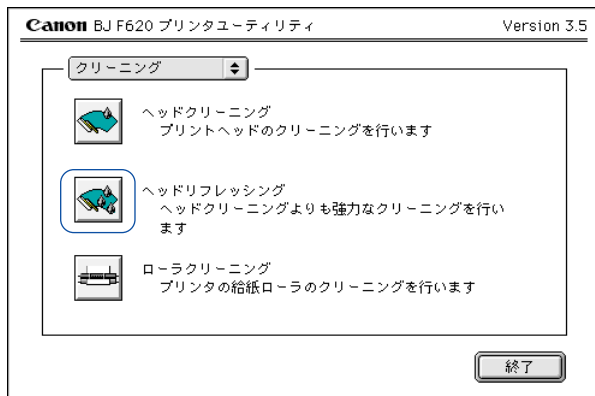 Canon BJ F620 プリンタユーティリティ Version 3.5
クリーニング
ヘッドクリーニング
プリントヘッドのクリーニングを行います
ヘッドリフレッシング
ヘッドクリーニングよりも強力なクリーニングを行い
ます
ローラクリーニング
プリンタの給紙ローラのクリーニングを行います
終了